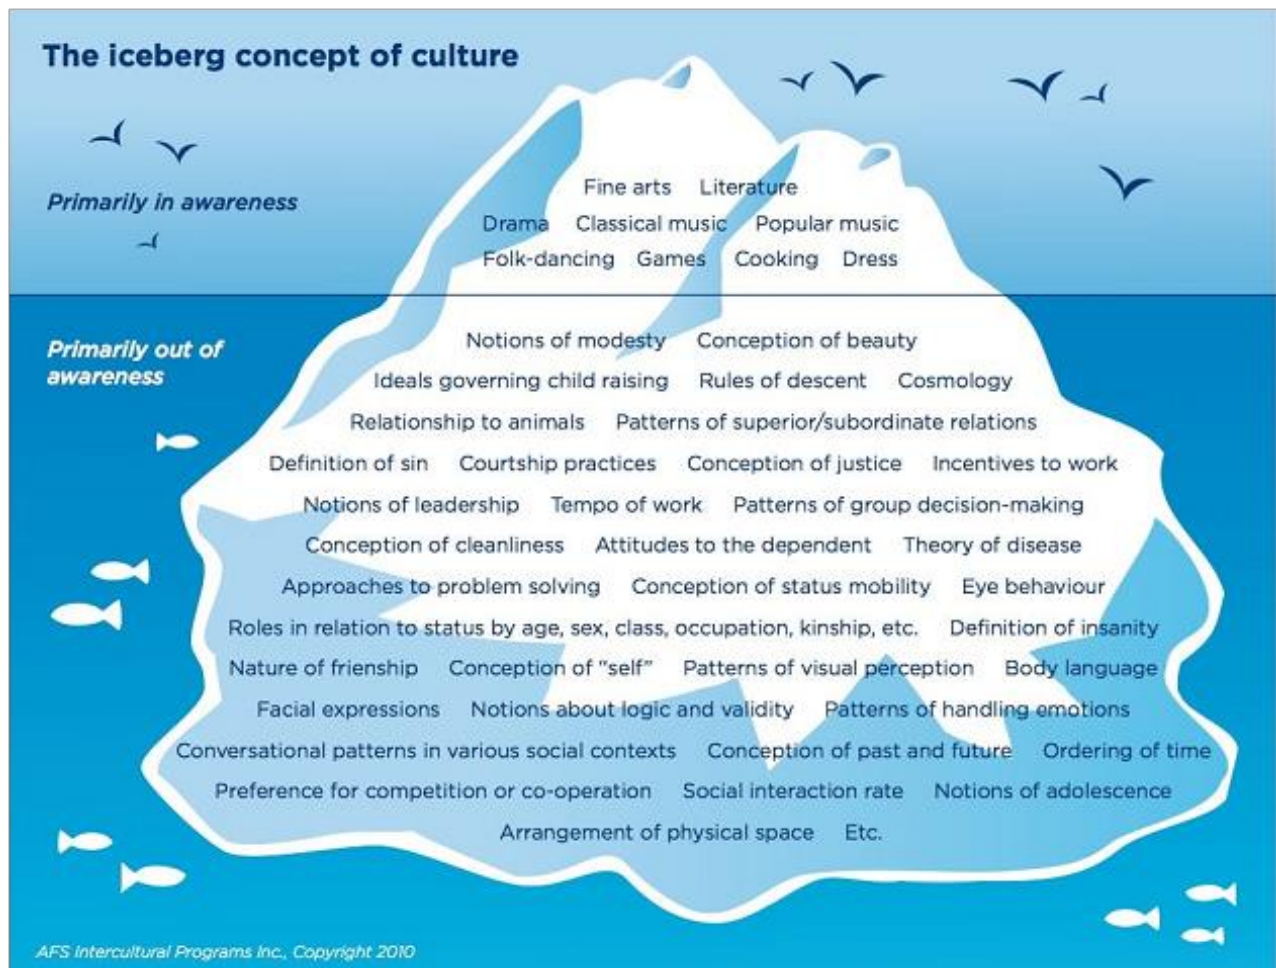 The iceberg concept of culture
Primarily in awareness
Fine arts Literature
Drama Classical music Popular music
Folk-dancing Games Cooking Dress
Primarily out of
awareness
Notions of modesty Conception of beauty
Ideals governing child raising Rules of descent Cosmology
Relationship to animals Patterns of superior/subordinate relations
Definition of sin Courtship practices Conception of justice Incentives to work
Notions of leadership Tempo of work Patterns of group decision-making
Conception of cleanliness Attitudes to the dependent Theory of disease
Approaches to problem solving Conception of status mobility Eye behaviour
Roles in relation to status by age, sex, class, occupation, kinship, etc. Definition of insanity
Nature of frienship Conception of "self" Patterns of visual perception Body language
Facial expressions Notions about logic and validity Patterns of handling emotions
Conversational patterns in various social contexts Conception of past and future Ordering of time
Preference for competition or co-operation Social interaction rate Notions of adolescence
Arrangement of physical space Etc.
AFS Intercultural Programs Inc., Copyright 2010